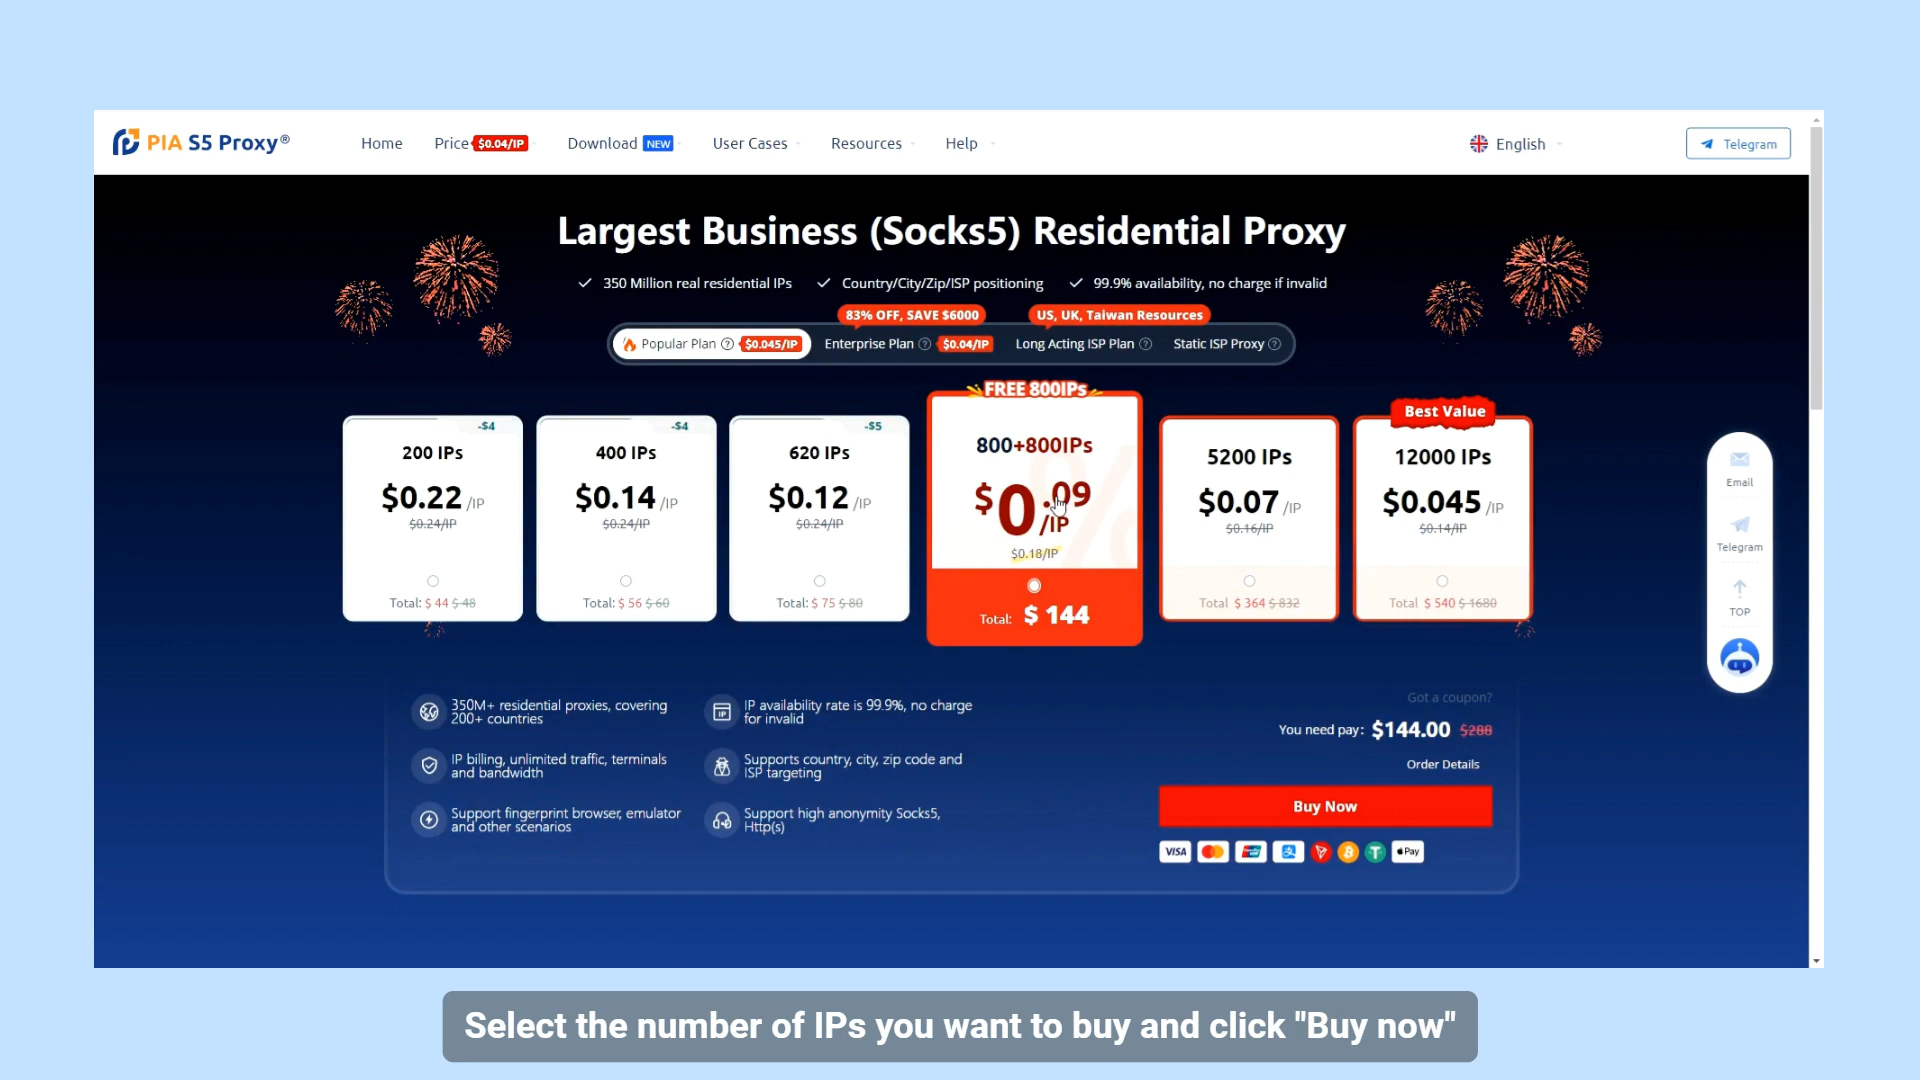 PIA S5 Proxy®
Home
Price $0.04/IP
Download NEW
User Cases
Resources
Help
English
Telegram
Largest Business (Socks5) Residential Proxy
350 Million real residential IPs
Country/City/Zip/ISP positioning
99.9% availability, no charge if invalid
83% OFF, SAVE $6000
US, UK, Taiwan Resources
Popular Plan ? $0.045/IP
Enterprise Plan ? $0.04/IP
Long Acting ISP Plan ?
Static ISP Proxy ?
-$4
200 IPs
$0.22 /IP
$0.24/IP
Total: $ 44 $ 48
-$4
400 IPs
$0.14 /IP
$0.24/IP
Total: $ 56 $ 60
-$5
620 IPs
$0.12 /IP
$0.24/IP
Total: $ 75 $ 80
FREE 800IPs
800+800IPs
$0.09 /IP
$0.18/IP
Total: $ 144
5200 IPs
$0.07 /IP
$0.16/IP
Total $ 364 $ 832
Best Value
12000 IPs
$0.045 /IP
$0.14/IP
Total $ 540 $ 1680
Email
Telegram
TOP
350M+ residential proxies, covering
200+ countries
IP availability rate is 99.9%, no charge
for invalid
IP billing, unlimited traffic, terminals
and bandwidth
Supports country, city, zip code and
ISP targeting
Support fingerprint browser, emulator
and other scenarios
Support high anonymity Socks5,
Http(s)
Got a coupon?
You need pay: $144.00 $288
Order Details
Buy Now
VISA
Pay
Select the number of IPs you want to buy and click "Buy now"